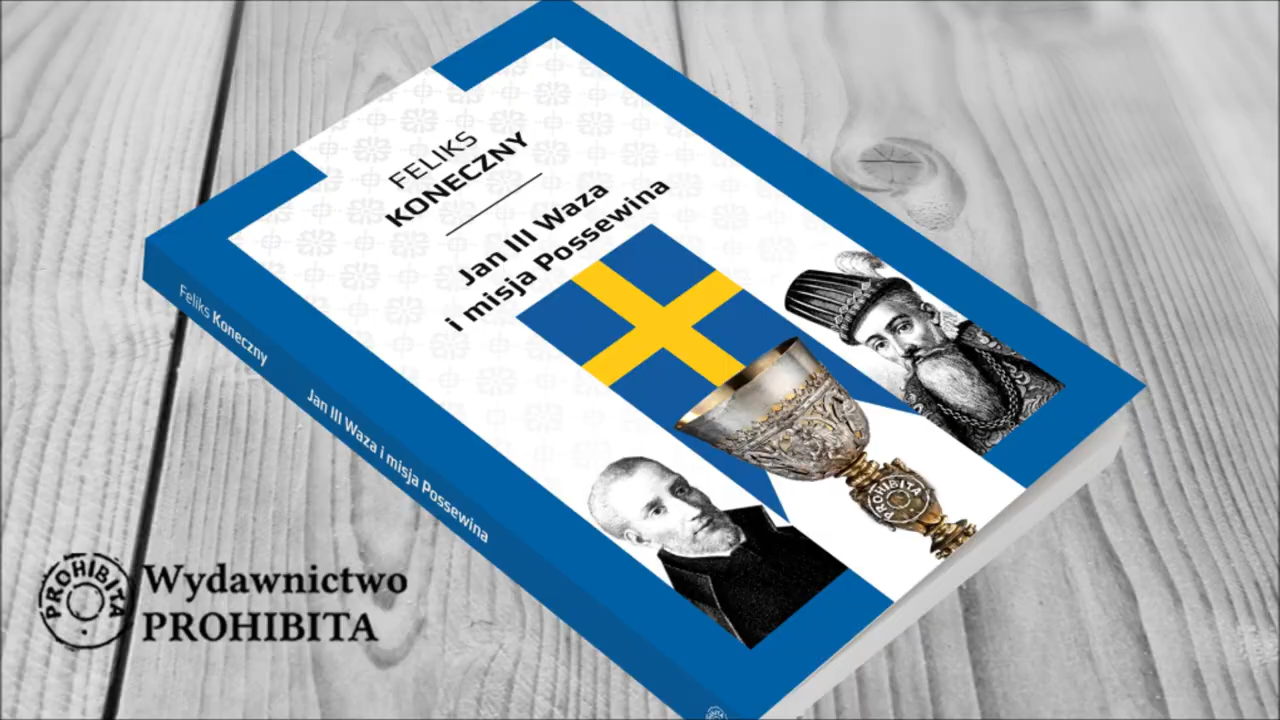 FELIKS
KONECZNY
Jan III Waza
i misja Possewina
Feliks Koneczny Jan III Waza i misja Possewina
PROHIBITA
PROHIBITA
Wydawnictwo
PROHIBITA